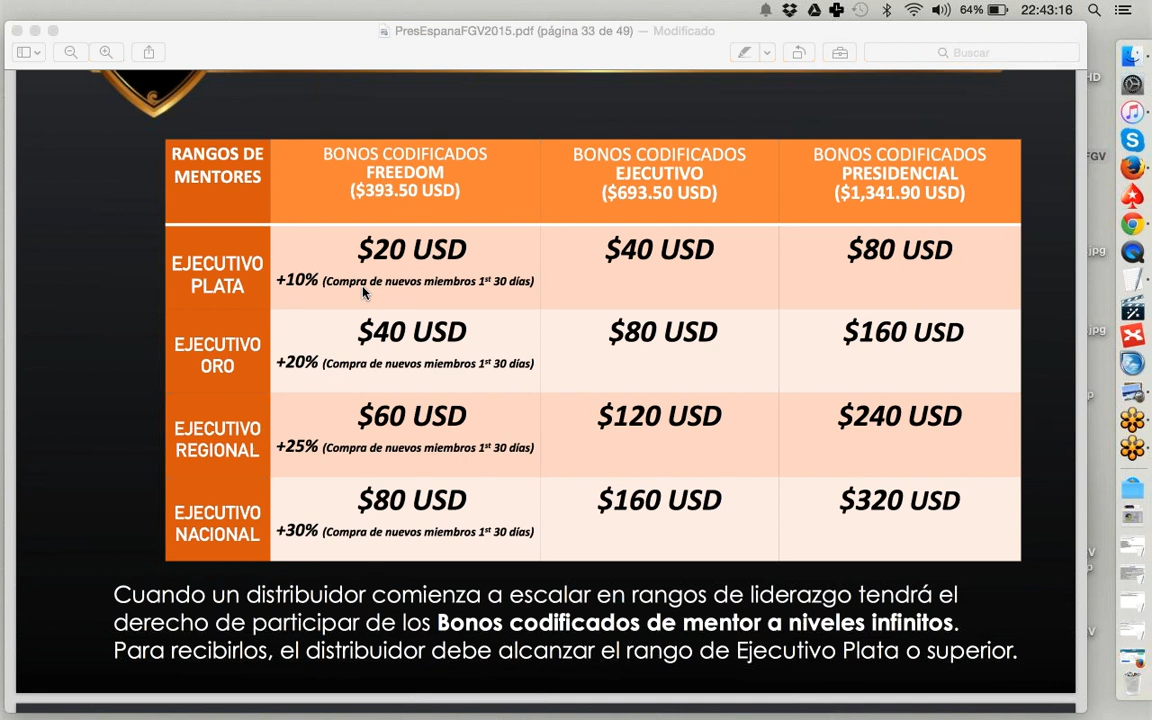 64% 22:43:16
PresEspanaFGV2015.pdf (página 33 de 49) — Modificado
Buscar
HD
FGV
.jpg
.jpg
RANGOS DE
MENTORES
BONOS CODIFICADOS
FREEDOM
($393.50 USD)
BONOS CODIFICADOS
EJECUTIVO
($693.50 USD)
BONOS CODIFICADOS
PRESIDENCIAL
($1,341.90 USD)
EJECUTIVO
PLATA
$20 USD
+10% (Compra de nuevos miembros 1st 30 días)
$40 USD
$80 USD
EJECUTIVO
ORO
$40 USD
+20% (Compra de nuevos miembros 1st 30 días)
$80 USD
$160 USD
EJECUTIVO
REGIONAL
$60 USD
+25% (Compra de nuevos miembros 1st 30 días)
$120 USD
$240 USD
EJECUTIVO
NACIONAL
$80 USD
+30% (Compra de nuevos miembros 1st 30 días)
$160 USD
$320 USD
Cuando un distribuidor comienza a escalar en rangos de liderazgo tendrá el
derecho de participar de los Bonos codificados de mentor a niveles infinitos.
Para recibirlos, el distribuidor debe alcanzar el rango de Ejecutivo Plata o superior.